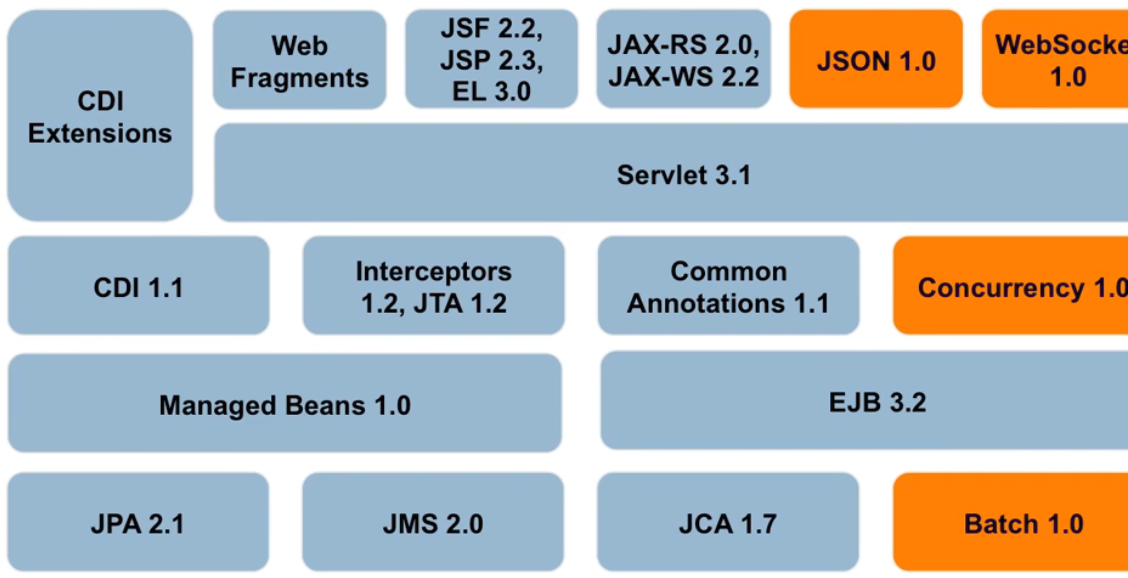 CDI
Extensions
Web
Fragments
JSF 2.2,
JSP 2.3,
EL 3.0
JAX-RS 2.0,
JAX-WS 2.2
JSON 1.0
WebSocke
1.0
Servlet 3.1
CDI 1.1
Interceptors
1.2, JTA 1.2
Common
Annotations 1.1
Concurrency 1.0
Managed Beans 1.0
EJB 3.2
JPA 2.1
JMS 2.0
JCA 1.7
Batch 1.0